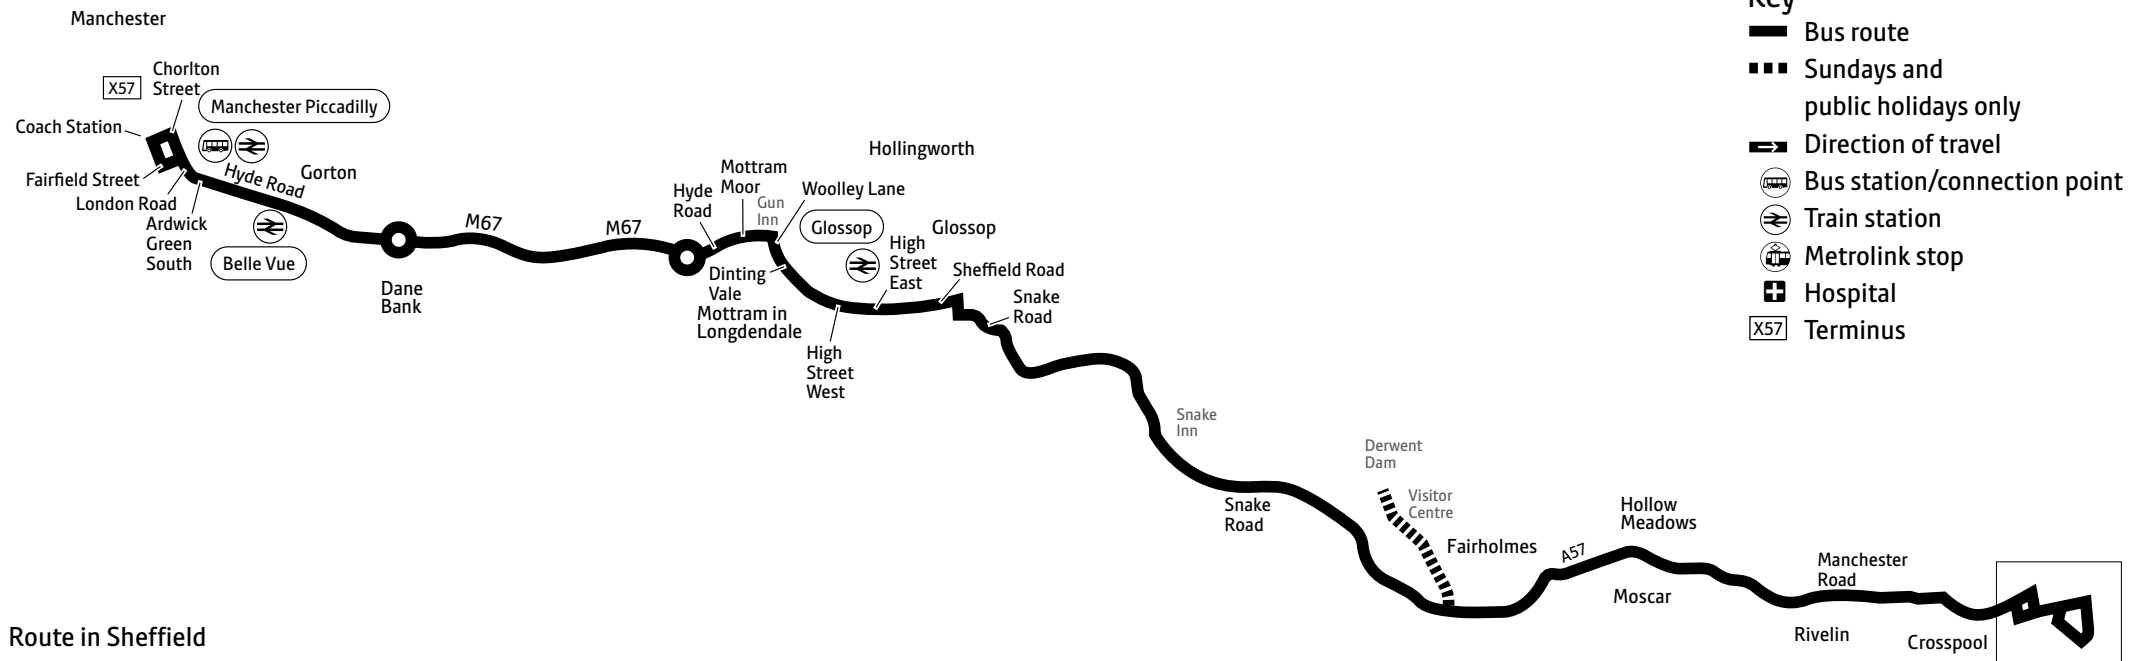 Manchester
Chorlton
Street
X57
Manchester Piccadilly
Coach Station
Fairfield Street
London Road
Ardwick
Green
South
Hyde Road
Gorton
Belle Vue
Dane
Bank
M67
M67
Hyde
Road
Mottram
Moor
Gun
Inn
Woolley Lane
Hollingworth
Glossop
Glossop
Dinting
Vale
Mottram in
Longdendale
High
Street
West
High
Street
East
Sheffield Road
Snake
Road
Snake
Inn
Snake
Road
Derwent
Dam
Visitor
Centre
Fairholmes
A57
Hollow
Meadows
Moscar
Manchester
Road
Rivelin
Crosspool
Key
Bus route
Sundays and
public holidays only
Direction of travel
Bus station/connection point
Train station
Metrolink stop
Hospital
X57 Terminus
Route in Sheffield